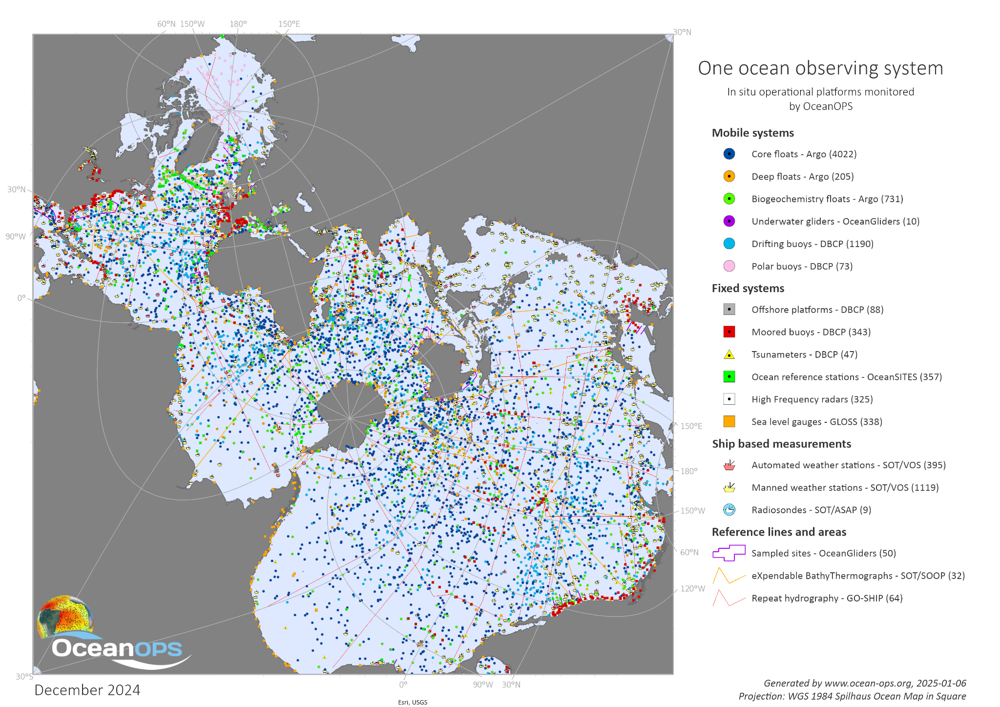 60°N 150°W 180° 150°E
30°N
30°N
90°W
0°
30°S
150°E
180°
150°W
60°N
120°W
0° 90°W 30°N
One ocean observing system
In situ operational platforms monitored
by OceanOPS
Mobile systems
Core floats - Argo (4022)
Deep floats - Argo (205)
Biogeochemistry floats - Argo (731)
Underwater gliders - OceanGliders (10)
Drifting buoys - DBCP (1190)
Polar buoys - DBCP (73)
Fixed systems
Offshore platforms - DBCP (88)
Moored buoys - DBCP (343)
Tsunameters - DBCP (47)
Ocean reference stations - OceanSITES (357)
High Frequency radars (325)
Sea level gauges - GLOSS (338)
Ship based measurements
Automated weather stations - SOT/VOS (395)
Manned weather stations - SOT/VOS (1119)
Radiosondes - SOT/ASAP (9)
Reference lines and areas
Sampled sites - OceanGliders (50)
eXpendable BathyThermographs - SOT/SOOP (32)
Repeat hydrography - GO-SHIP (64)
OceanOPS
December 2024
Esri, USGS
Generated by www.ocean-ops.org, 2025-01-06
Projection: WGS 1984 Spilhaus Ocean Map in Square